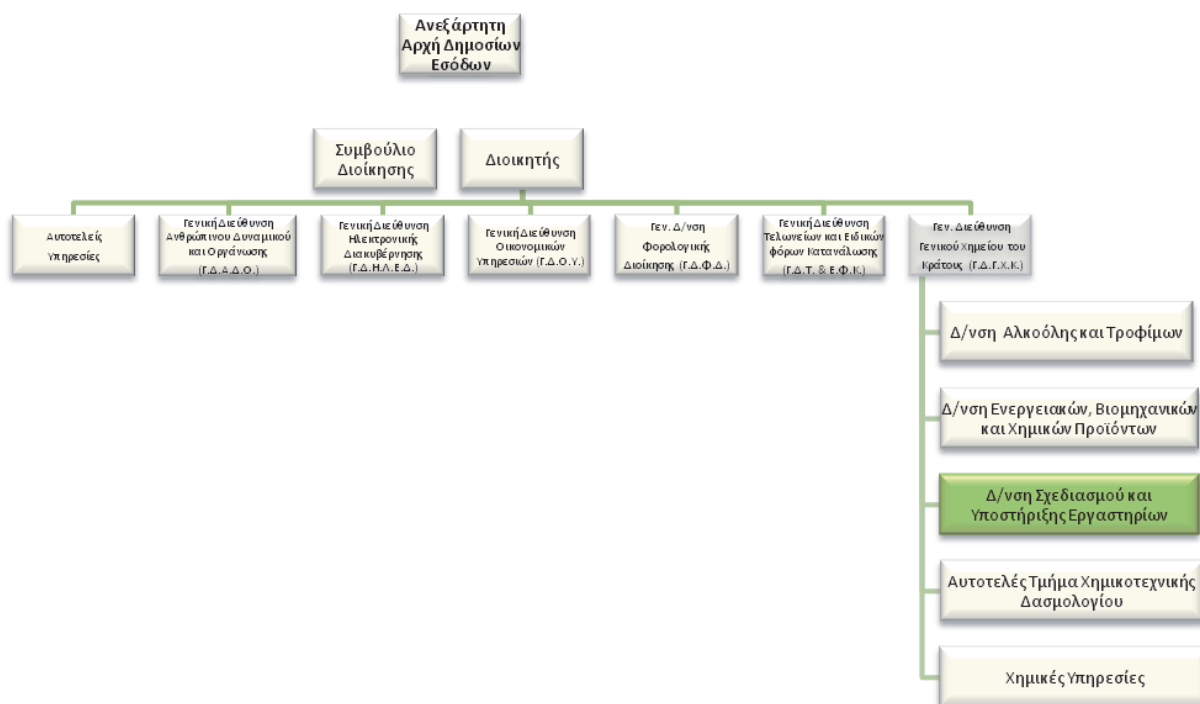 Ανεξάρτητη
Αρχή Δημοσίων
Εσόδων
Συμβούλιο
Διοίκησης
Διοικητής
Αυτοτελείς
Υπηρεσίες
Γενική Διεύθυνση
Ανθρώπινου Δυναμικού
και Οργάνωσης
(Γ.Δ.Α.Δ.Ο.)
Γενική Διεύθυνση
Ηλεκτρονικής
Διακυβέρνησης
(Γ.Δ.Η.Λ.Ε.Δ.)
Γενική Διεύθυνση
Οικονομικών
Υπηρεσιών (Γ.Δ.Ο.Υ.)
Γεν. Δ/νση
Φορολογικής
Διοίκησης (Γ.Δ.Φ.Δ.)
Γενική Διεύθυνση
Τελωνείων και Ειδικών
φόρων Κατανάλωσης
(Γ.Δ.Τ. & Ε.Φ.Κ.)
Γεν. Διεύθυνση
Γενικού Χημείου του
Κράτους (Γ.Δ.Γ.Χ.Κ.)
Δ/νση Αλκοόλης και Τροφίμων
Δ/νση Ενεργειακών, Βιομηχανικών
και Χημικών Προϊόντων
Δ/νση Σχεδιασμού και
Υποστήριξης Εργαστηρίων
Αυτοτελές Τμήμα Χημικοτεχνικής
Δασμολογίου
Χημικές Υπηρεσίες